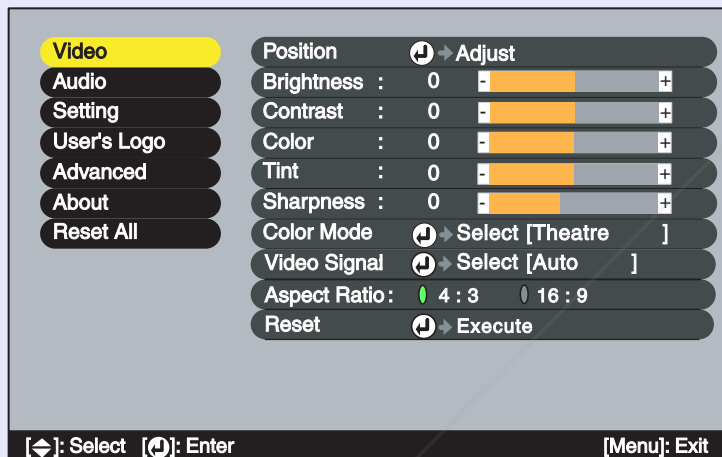 Video
Audio
Setting
User's Logo
Advanced
About
Reset All
Position Adjust
Brightness : 0 - +
Contrast : 0 - +
Color : 0 - +
Tint : 0 - +
Sharpness : 0 - +
Color Mode Select [Theatre ]
Video Signal Select [Auto ]
Aspect Ratio : 4 : 3 16 : 9
Reset Execute
[ ]: Select [ ]: Enter [Menu]: Exit